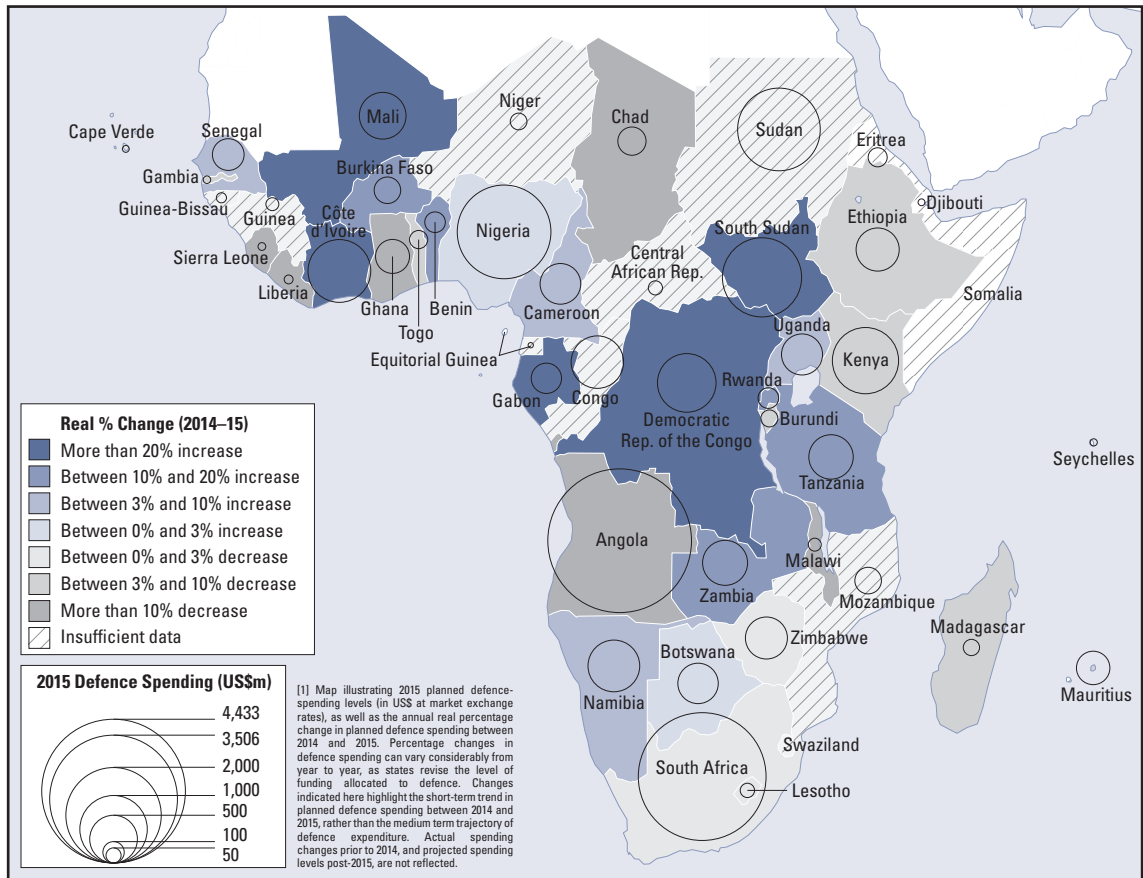 Mali
Niger
Chad
Sudan
Cape Verde
Senegal
Eritrea
Burkina Faso
Gambia
Djibouti
Guinea-Bissau
Guinea
Côte
d'Ivoire
Nigeria
Ethiopia
South Sudan
Sierra Leone
Central
African Rep.
Liberia
Somalia
Ghana
Benin
Cameroon
Togo
Uganda
Equitorial Guinea
Kenya
Rwanda
Gabon
Congo
Democratic
Rep. of the Congo
Burundi
Seychelles
Tanzania
Angola
Malawi
Zambia
Mozambique
Zimbabwe
Madagascar
Botswana
Namibia
Mauritius
Swaziland
South Africa
Lesotho
Real % Change (2014–15)
More than 20% increase
Between 10% and 20% increase
Between 3% and 10% increase
Between 0% and 3% increase
Between 0% and 3% decrease
Between 3% and 10% decrease
More than 10% decrease
Insufficient data
2015 Defence Spending (US$m)
4,433
3,506
2,000
1,000
500
100
50
[1] Map illustrating 2015 planned defence-
spending levels (in US$ at market exchange
rates), as well as the annual real percentage
change in planned defence spending between
2014 and 2015. Percentage changes in
defence spending can vary considerably from
year to year, as states revise the level of
funding allocated to defence. Changes
indicated here highlight the short-term trend in
planned defence spending between 2014 and
2015, rather than the medium term trajectory of
defence expenditure. Actual spending
changes prior to 2014, and projected spending
levels post-2015, are not reflected.